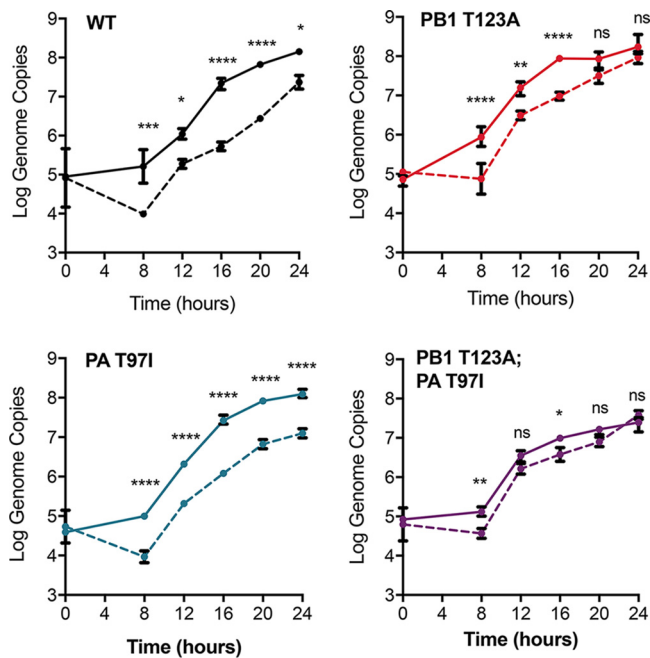 WT
Log Genome Copies
9
8
7
6
5
4
3
*** * **** **** *
0 8 12 16 20 24
Time (hours)
PB1 T123A
Log Genome Copies
9
8
7
6
5
4
3
**** ** **** ns ns
0 4 8 12 16 20 24
Time (hours)
PA T97I
Log Genome Copies
9
8
7
6
5
4
3
**** **** **** **** ****
0 4 8 12 16 20 24
Time (hours)
PB1 T123A;
PA T97I
Log Genome Copies
9
8
7
6
5
4
3
** ns * ns ns
0 4 8 12 16 20 24
Time (hours)